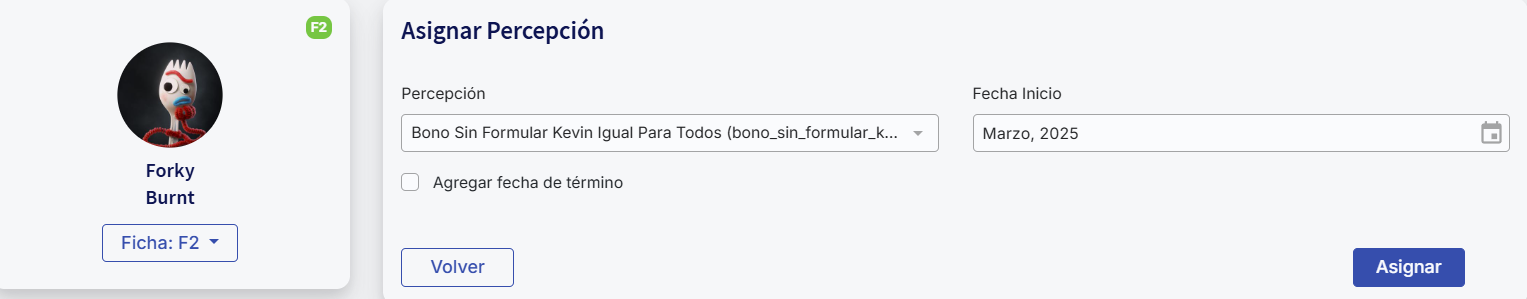 F2
Forky
Burnt
Ficha: F2
Asignar Percepción
Percepción
Bono Sin Formular Kevin Igual Para Todos (bono_sin_formular_k...
Fecha Inicio
Marzo, 2025
Agregar fecha de término
Volver
Asignar